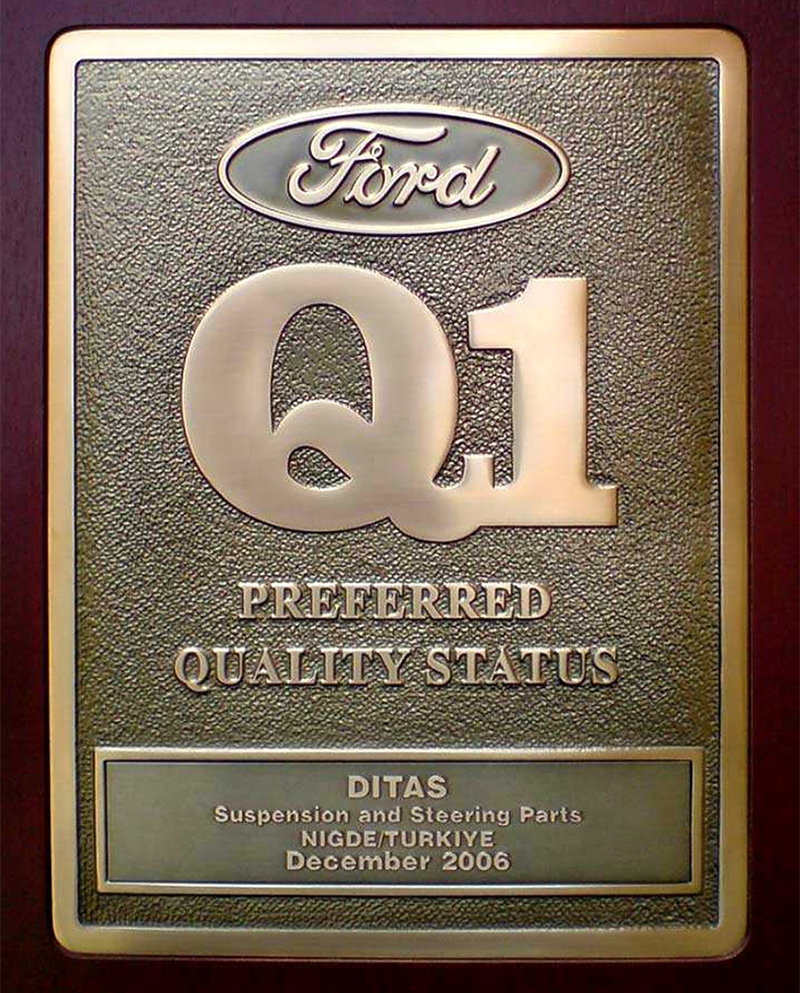 Ford
Q1
PREFERRED
QUALITY STATUS
DITAS
Suspension and Steering Parts
NIGDE/TURKIYE
December 2006